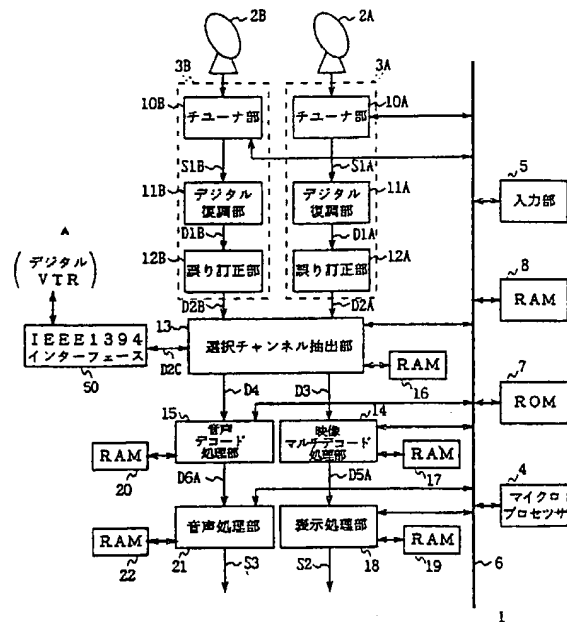 2B
2A
3B
3A
10B
チユーナ部
チユーナ部
10A
S1B
S1A
5
11B
デジタル
復調部
デジタル
復調部
11A
入力部
D1B
D1A
8
(デジタル
VTR)
12B
誤り訂正部
誤り訂正部
12A
RAM
D2B
D2A
13
IEEE1394
インターフェース
選択チャンネル抽出部
D2C
50
RAM
16
7
D4
D3
ROM
15
音声
デコード
処理部
映像
マルチデコード
処理部
14
RAM
20
RAM
17
4
D6A
D5A
マイクロ
プロセッサ
RAM
22
音声処理部
21
表示処理部
18
RAM
19
S3
S2
6
1